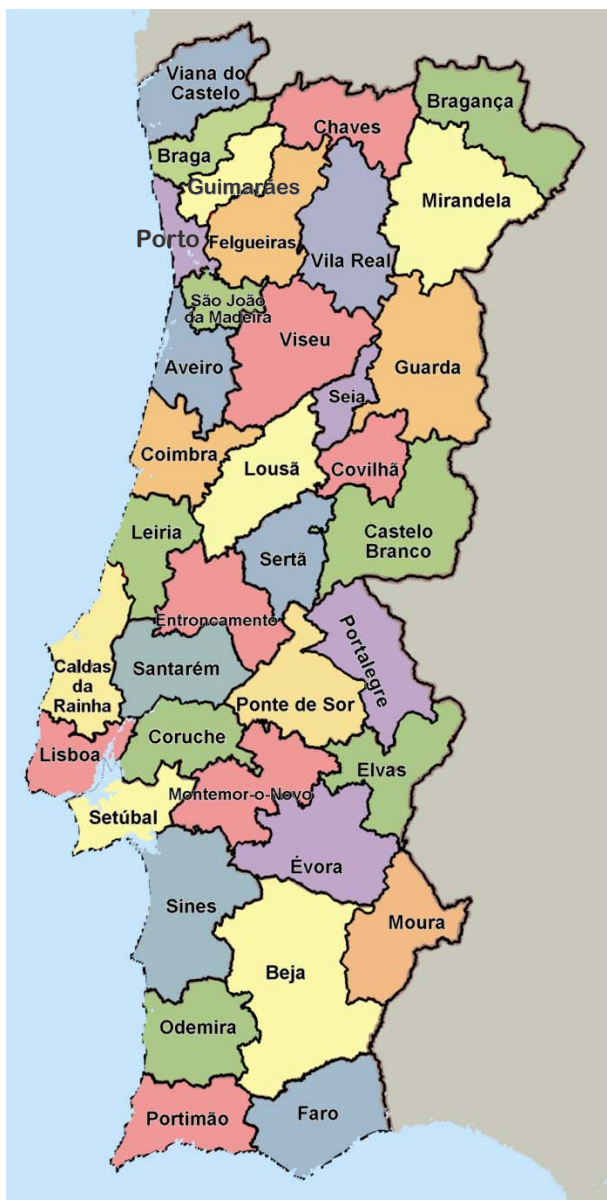 Viana do
Castelo
Bragança
Chaves
Braga
Guimarães
Mirandela
Porto
Felgueiras
Vila Real
São João
da Madeira
Viseu
Aveiro
Guarda
Seia
Coimbra
Lousã
Covilhã
Leiria
Sertã
Castelo
Branco
Entroncamento
Portalegre
Caldas
da
Rainha
Santarém
Ponte de Sor
Lisboa
Coruche
Elvas
Montemor-o-Novo
Setúbal
Évora
Sines
Moura
Beja
Odemira
Portimão
Faro